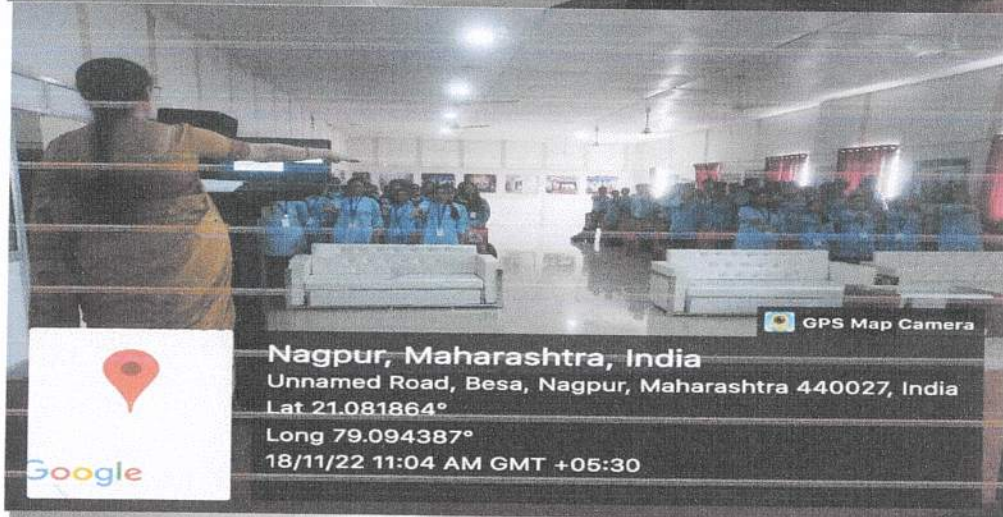 GPS Map Camera
Nagpur, Maharashtra, India
Unnamed Road, Besa, Nagpur, Maharashtra 440027, India
Lat 21.081864°
Long 79.094387°
18/11/22 11:04 AM GMT +05:30
Google